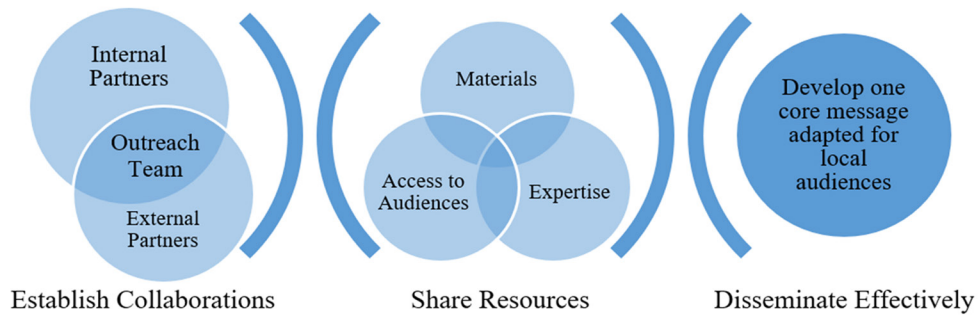 Internal
Partners
Outreach
Team
External
Partners
Establish Collaborations
Materials
Access to
Audiences
Expertise
Share Resources
Develop one
core message
adapted for
local
audiences
Disseminate Effectively